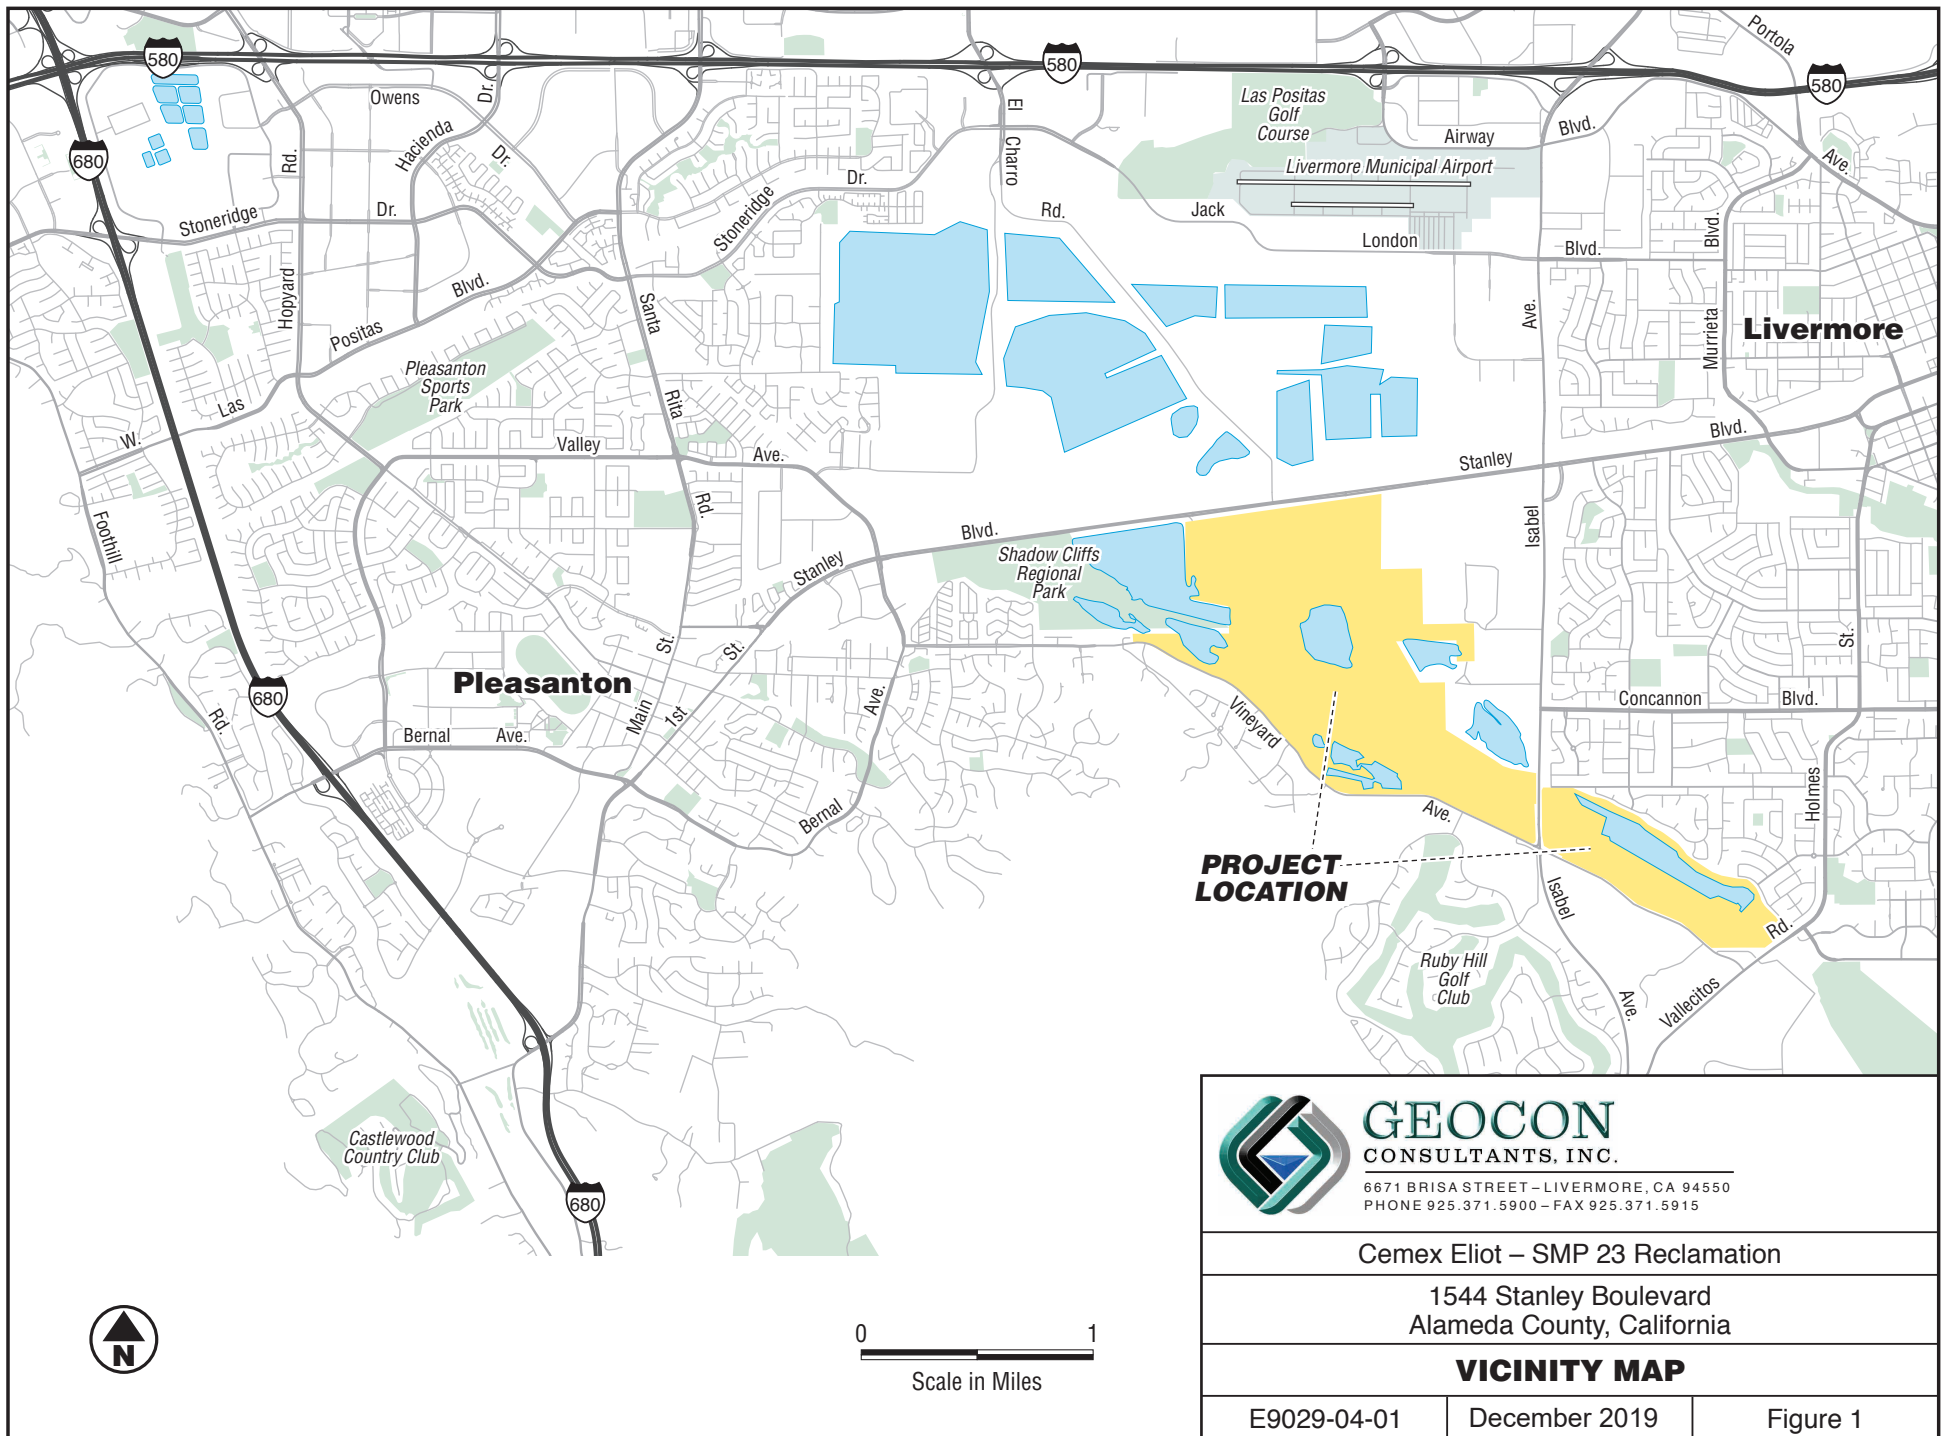 580
580
580
680
Portola
Ave.
Owens
Dr.
Hacienda
Dr.
Rd.
Hopyard
El
Charro
Rd.
Las Positas
Golf
Course
Airway
Blvd.
Livermore Municipal Airport
Stoneridge
Dr.
Stoneridge
Dr.
Jack
London
Blvd.
Blvd.
Murrieta
Livermore
Positas
Blvd.
Las
W.
Santa
Rita
Rd.
Ave.
Isabel
Pleasanton
Sports
Park
Valley
Ave.
Stanley
Blvd.
Foothill
Rd.
Stanley
Blvd.
Shadow Cliffs
Regional
Park
680
Pleasanton
Main
St.
1st
St.
Ave.
Bernal
Bernal
Ave.
Vineyard
Ave.
Concannon
Blvd.
St.
Holmes
PROJECT
LOCATION
Isabel
Ave.
Rd.
Vallecitos
Ruby Hill
Golf
Club
Castlewood
Country Club
680
N
0
1
Scale in Miles
GEOCON
CONSULTANTS, INC.
6671 BRISA STREET – LIVERMORE, CA 94550
PHONE 925.371.5900 – FAX 925.371.5915
Cemex Eliot – SMP 23 Reclamation
1544 Stanley Boulevard
Alameda County, California
VICINITY MAP
E9029-04-01
December 2019
Figure 1